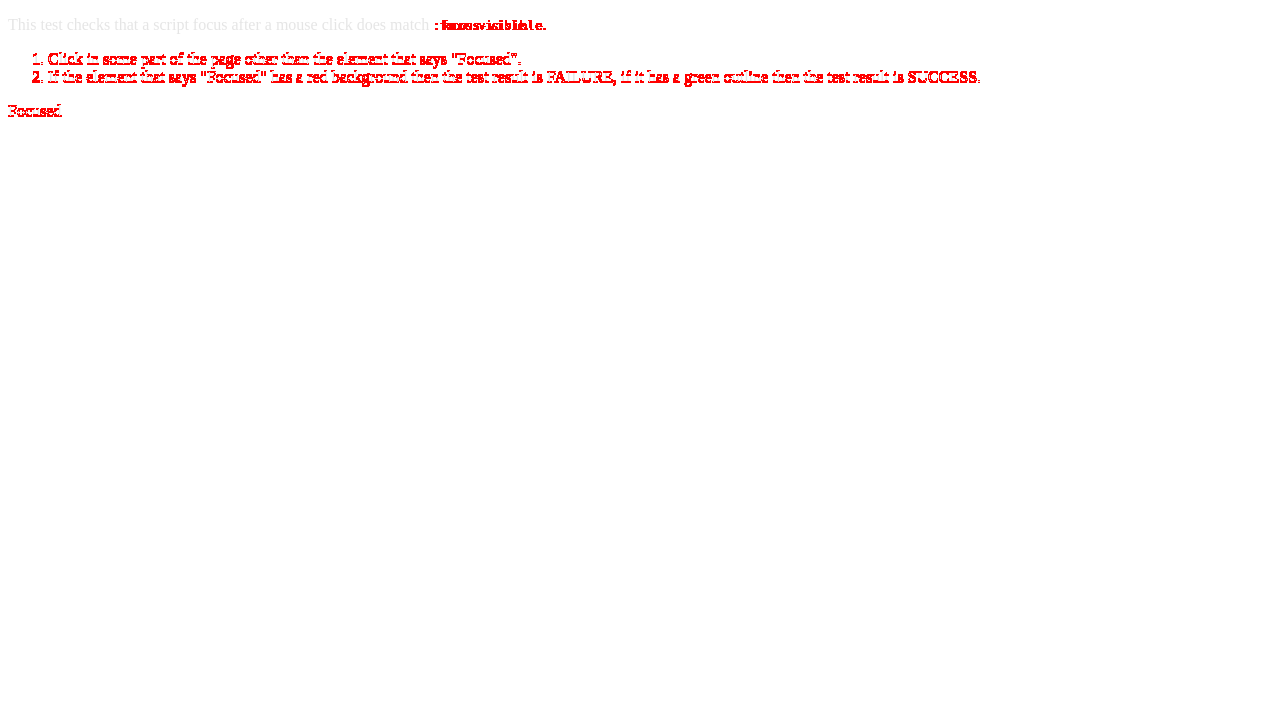 This test checks that a script focus after a mouse click does match :focus-visible.
1. Click in some part of the page other than the element that says "Focused".
2. If the element that says "Focused" has a red background then the test result is FAILURE, if it has a green outline then the test result is SUCCESS.
Focused